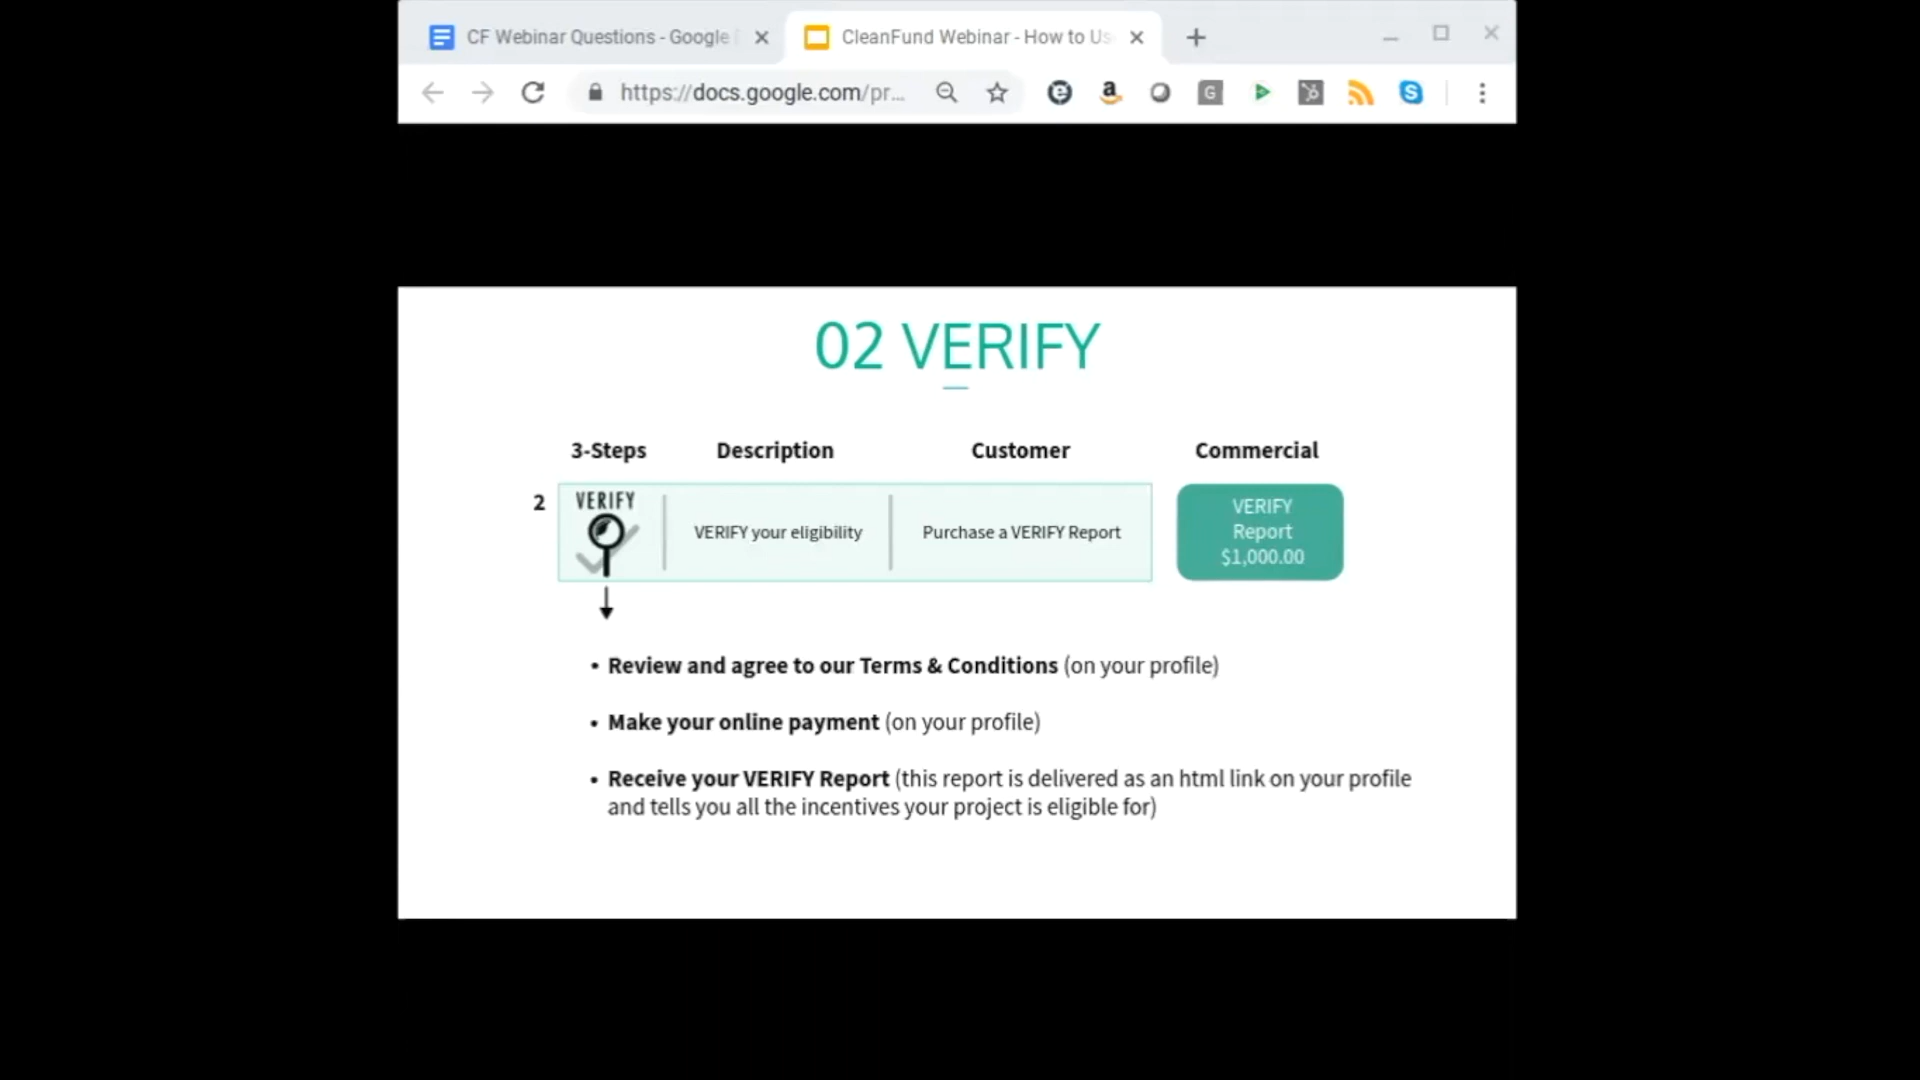 CF Webinar Questions - Google
CleanFund Webinar - How to Us
https://docs.google.com/pr...
02 VERIFY
3-Steps Description Customer Commercial
2
VERIFY
VERIFY your eligibility
Purchase a VERIFY Report
VERIFY
Report
$1,000.00
• Review and agree to our Terms & Conditions (on your profile)
• Make your online payment (on your profile)
• Receive your VERIFY Report (this report is delivered as an html link on your profile
and tells you all the incentives your project is eligible for)